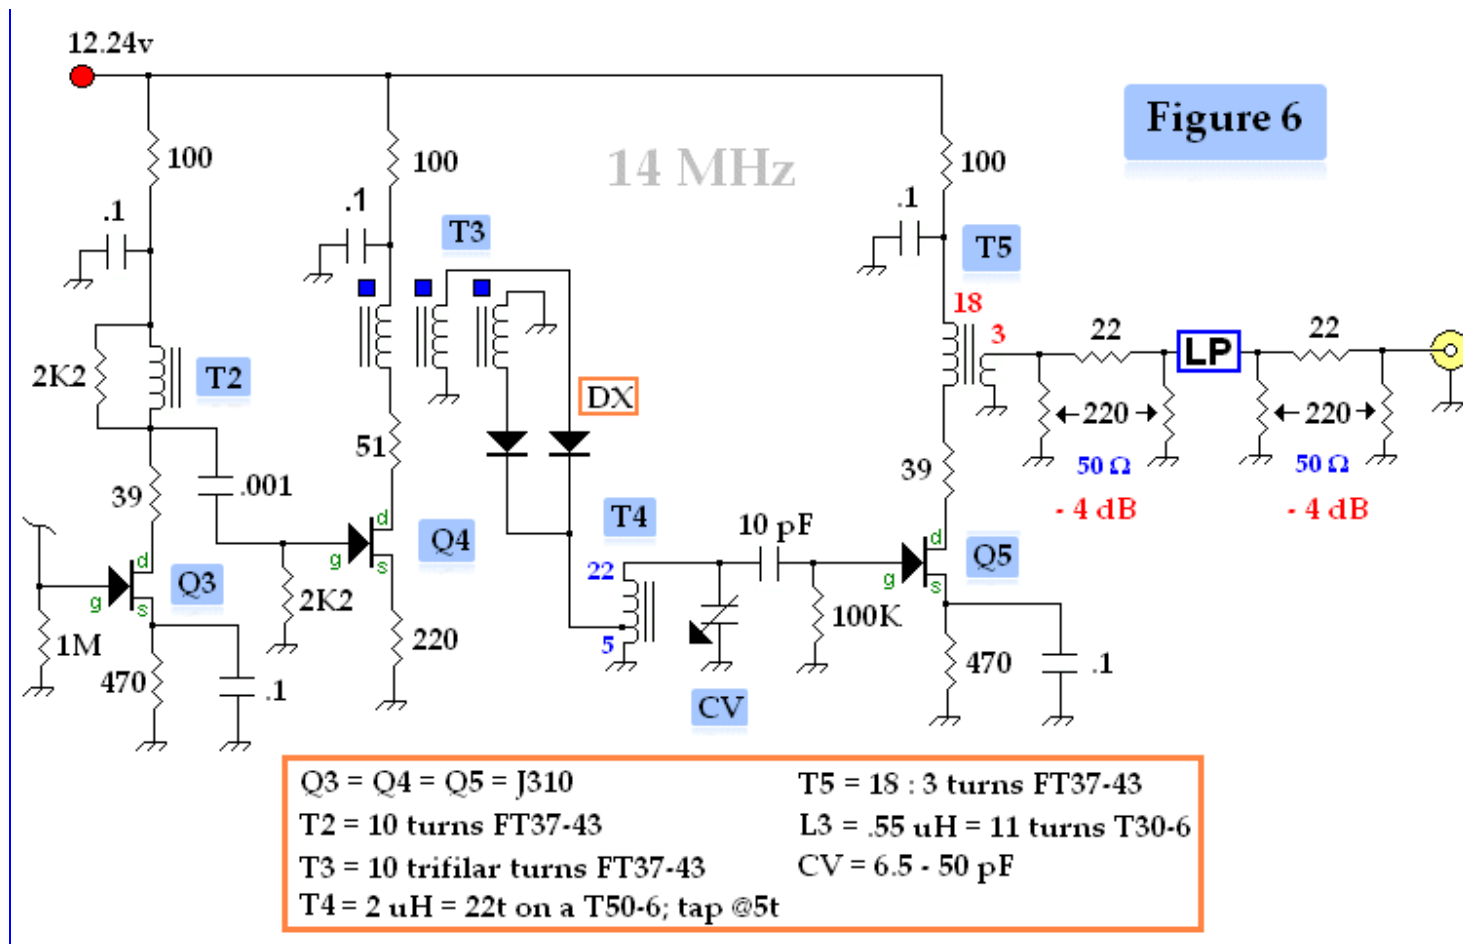 12.24v
Figure 6
14 MHz
100
100
100
.1
.1
.1
T3
T5
18
3
22
LP
22
2K2
T2
DX
220
220
50 Ω
50 Ω
- 4 dB
- 4 dB
51
39
.001
39
T4
10 pF
d
g
s
Q3
d
g
s
Q4
d
g
s
Q5
22
5
2K2
1M
100K
220
470
.1
470
.1
CV
Q3 = Q4 = Q5 = J310
T2 = 10 turns FT37-43
T3 = 10 trifilar turns FT37-43
T4 = 2 uH = 22t on a T50-6; tap @5t
T5 = 18 : 3 turns FT37-43
L3 = .55 uH = 11 turns T30-6
CV = 6.5 - 50 pF